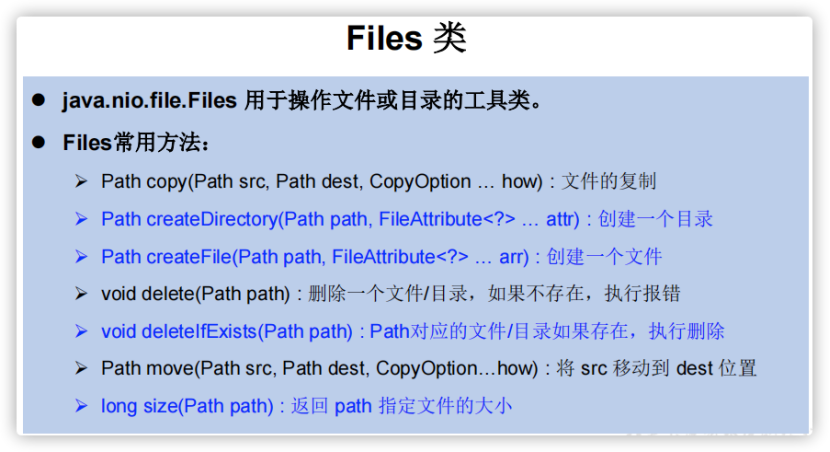 Files 类
● java.nio.file.Files 用于操作文件或目录的工具类。
● Files常用方法：
➢ Path copy(Path src, Path dest, CopyOption … how) : 文件的复制
➢ Path createDirectory(Path path, FileAttribute<?> … attr) : 创建一个目录
➢ Path createFile(Path path, FileAttribute<?> … arr) : 创建一个文件
➢ void delete(Path path) : 删除一个文件/目录，如果不存在，执行报错
➢ void deleteIfExists(Path path) : Path对应的文件/目录如果存在，执行删除
➢ Path move(Path src, Path dest, CopyOption…how) : 将 src 移动到 dest 位置
➢ long size(Path path) : 返回 path 指定文件的大小